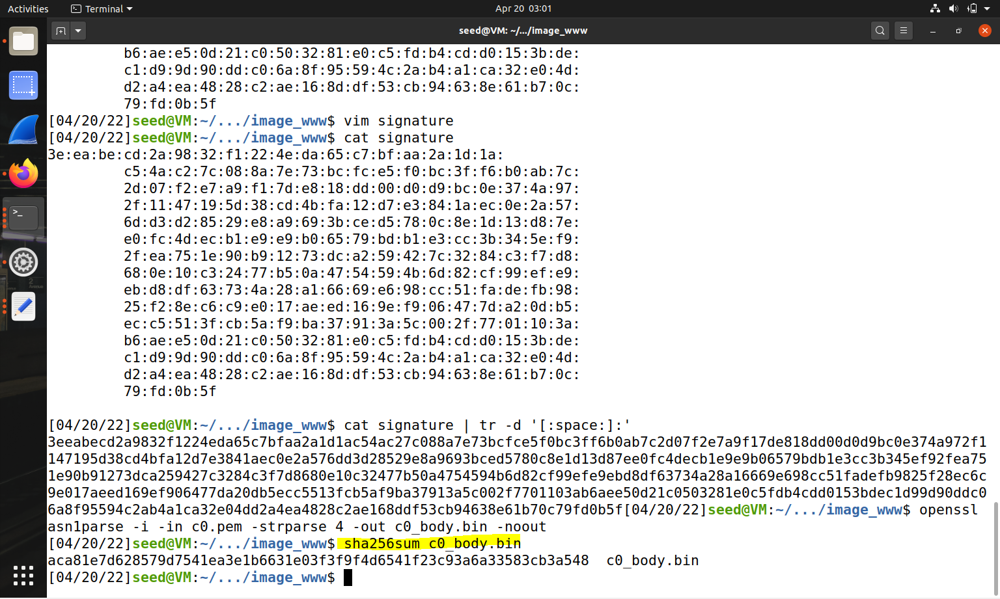 Activities
Terminal
Apr 20 03:01
seed@VM: ~/.../image_www
b6:ae:e5:0d:21:c0:50:32:81:e0:c5:fd:b4:cd:d0:15:3b:de:
c1:d9:9d:90:dd:c0:6a:8f:95:59:4c:2a:b4:a1:ca:32:e0:4d:
d2:a4:ea:48:28:c2:ae:16:8d:df:53:cb:94:63:8e:61:b7:0c:
79:fd:0b:5f
[04/20/22]seed@VM:~/.../image_www$ vim signature
[04/20/22]seed@VM:~/.../image_www$ cat signature
3e:ea:be:cd:2a:98:32:f1:22:4e:da:65:c7:bf:aa:2a:1d:1a:
c5:4a:c2:7c:08:8a:7e:73:bc:fc:e5:f0:bc:3f:f6:b0:ab:7c:
2d:07:f2:e7:a9:f1:7d:e8:18:dd:00:d0:d9:bc:0e:37:4a:97:
2f:11:47:19:5d:38:cd:4b:fa:12:d7:e3:84:1a:ec:0e:2a:57:
6d:d3:d2:85:29:e8:a9:69:3b:ce:d5:78:0c:8e:1d:13:d8:7e:
e0:fc:4d:ec:b1:e9:e9:b0:65:79:bd:b1:e3:cc:3b:34:5e:f9:
2f:ea:75:1e:90:b9:12:73:dc:a2:59:42:7c:32:84:c3:f7:d8:
68:0e:10:c3:24:77:b5:0a:47:54:59:4b:6d:82:cf:99:ef:e9:
eb:d8:df:63:73:4a:28:a1:66:69:e6:98:cc:51:fa:de:fb:98:
25:f2:8e:c6:c9:e0:17:ae:ed:16:9e:f9:06:47:7d:a2:0d:b5:
ec:c5:51:3f:cb:5a:f9:ba:37:91:3a:5c:00:2f:77:01:10:3a:
b6:ae:e5:0d:21:c0:50:32:81:e0:c5:fd:b4:cd:d0:15:3b:de:
c1:d9:9d:90:dd:c0:6a:8f:95:59:4c:2a:b4:a1:ca:32:e0:4d:
d2:a4:ea:48:28:c2:ae:16:8d:df:53:cb:94:63:8e:61:b7:0c:
79:fd:0b:5f
[04/20/22]seed@VM:~/.../image_www$ cat signature | tr -d '[:space:]:'
3eeabecd2a9832f1224eda65c7bfaa2a1d1ac54ac27c088a7e73bcfce5f0bc3ff6b0ab7c2d07f2e7a9f17de818dd00d0d9bc0e374a972f1
147195d38cd4bfa12d7e3841aec0e2a576dd3d28529e8a9693bced5780c8e1d13d87ee0fc4decb1e9e9b06579bdb1e3cc3b345ef92fea75
1e90b91273dca259427c3284c3f7d8680e10c32477b50a4754594b6d82cf99efe9ebd8df63734a28a16669e698cc51fadefb9825f28ec6c
9e017aeed169ef906477da20db5ecc5513fcb5af9ba37913a5c002f7701103ab6aee50d21c0503281e0c5fdb4cdd0153bdec1d99d90ddc0
6a8f95594c2ab4a1ca32e04dd2a4ea4828c2ae168ddf53cb94638e61b70c79fd0b5f[04/20/22]seed@VM:~/.../image_www$ openssl
asn1parse -i -in c0.pem -strparse 4 -out c0_body.bin -noout
[04/20/22]seed@VM:~/.../image_www$ sha256sum c0_body.bin
aca81e7d628579d7541ea3e1b6631e03f3f9f4d6541f23c93a6a33583cb3a548  c0_body.bin
[04/20/22]seed@VM:~/.../image_www$